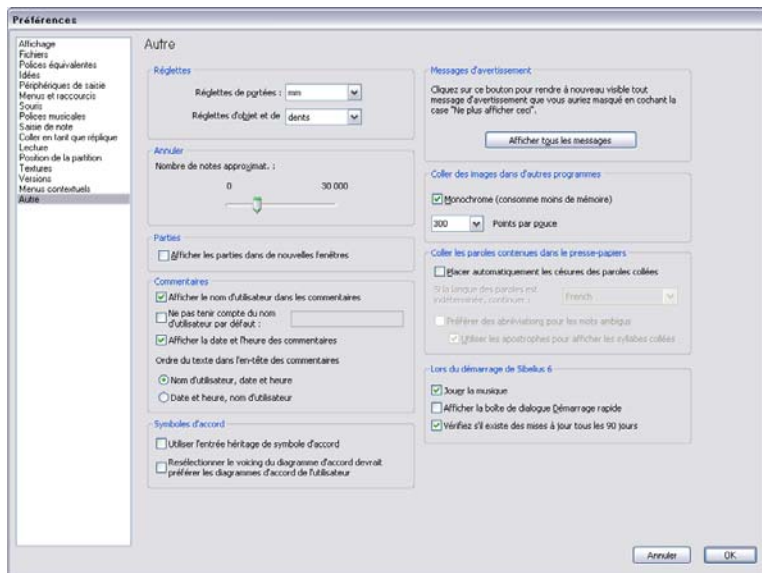 Préférences
Affichage
Fichiers
Polices équivalentes
Idées
Périphériques de saisie
Menus et raccourcis
Souris
Polices musicales
Saisie de note
Coller en tant que réplique
Lecture
Position de la partition
Textures
Versions
Menus contextuels
Autre
Autre
Réglettes
Réglettes de portées : mm
Réglettes d'objet et de dents
Annuler
Nombre de notes approximat. :
0 30 000
Parties
Afficher les parties dans de nouvelles fenêtres
Commentaires
Afficher le nom d'utilisateur dans les commentaires
Ne pas tenir compte du nom
d'utilisateur par défaut :
Afficher la date et l'heure des commentaires
Ordre du texte dans l'en-tête des commentaires
Nom d'utilisateur, date et heure
Date et heure, nom d'utilisateur
Symboles d'accord
Utiliser l'entrée héritage de symbole d'accord
Resélectionner le voicing du diagramme d'accord devrait
préférer les diagrammes d'accord de l'utilisateur
Messages d'avertissement
Cliquez sur ce bouton pour rendre à nouveau visible tout
message d'avertissement que vous auriez masqué en cochant la
case "Ne plus afficher ceci".
Afficher tous les messages
Coller des images dans d'autres programmes
Monochrome (consomme moins de mémoire)
300 Points par pouce
Coller les paroles contenues dans le presse-papiers
Placer automatiquement les césures des paroles collées
Si la langue des paroles est
indéterminée, continuer : French
Préférer des abréviations pour les mots ambigus
Utiliser les apostrophes pour afficher les syllabes collées
Lors du démarrage de Sibelius 6
Jouer la musique
Afficher la boîte de dialogue Démarrage rapide
Vérifiez s'il existe des mises à jour tous les 90 jours
Annuler OK